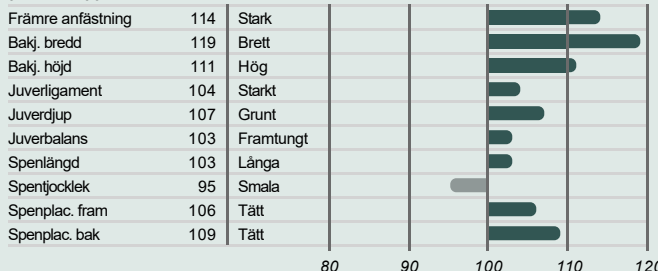 Främre anfästning 114 Stark
Bakj. bredd 119 Brett
Bakj. höjd 111 Hög
Juverligament 104 Starkt
Juverdjup 107 Grunt
Juverbalans 103 Framtungt
Spenlängd 103 Långa
Spentjocklek 95 Smala
Spenplac. fram 106 Tätt
Spenplac. bak 109 Tätt
80 90 100 110 120